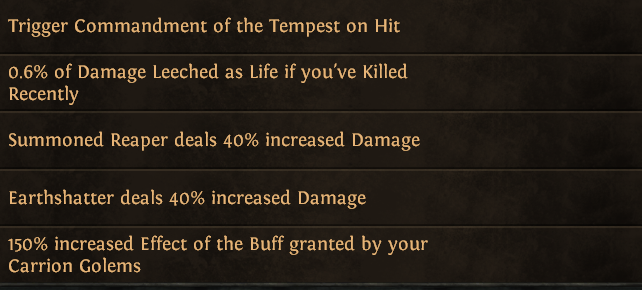 Trigger Commandment of the Tempest on Hit
0.6% of Damage Leeched as Life if you've Killed
Recently
Summoned Reaper deals 40% increased Damage
Earthshatter deals 40% increased Damage
150% increased Effect of the Buff granted by your
Carrion Golems